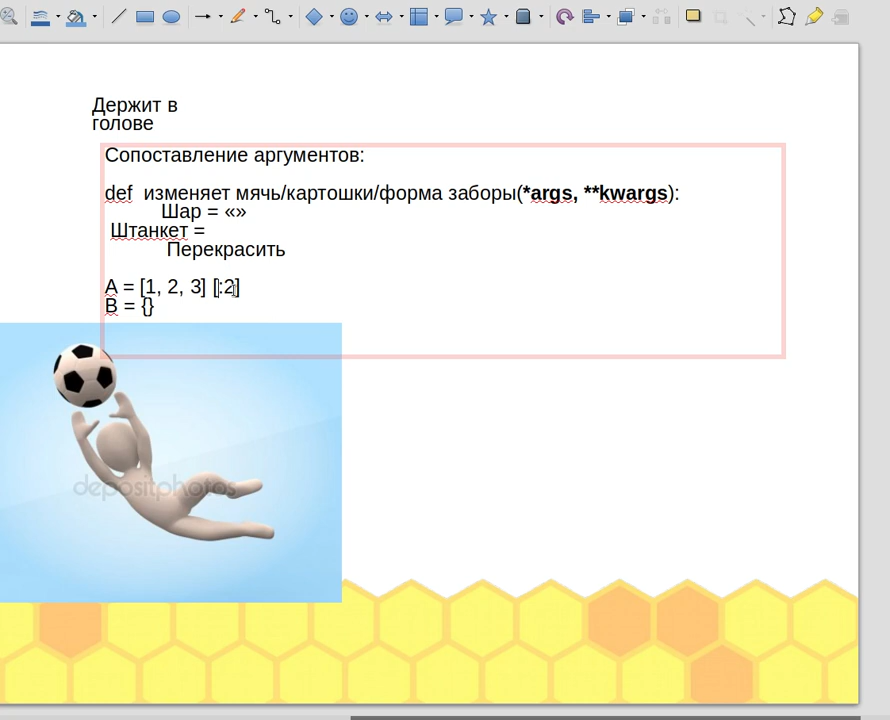 Держит в
голове
Сопоставление аргументов:
def изменяет мячь/картошки/форма заборы(*args, **kwargs):
Шар = «»
Штанкет =
Перекрасить
A = [1, 2, 3] [:2]
B = {}
depositphotos